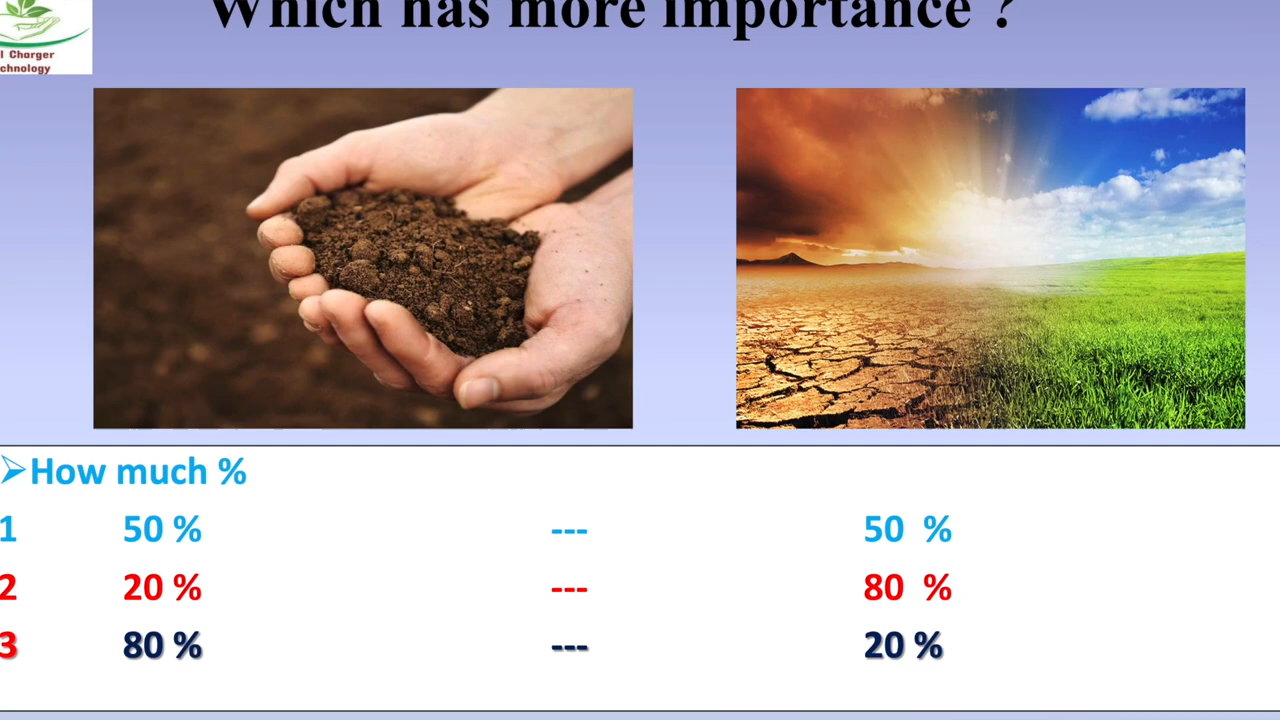 Which has more importance ?
l Charger
chnology
➢How much %
1 50 % --- 50 %
2 20 % --- 80 %
3 80 % --- 20 %